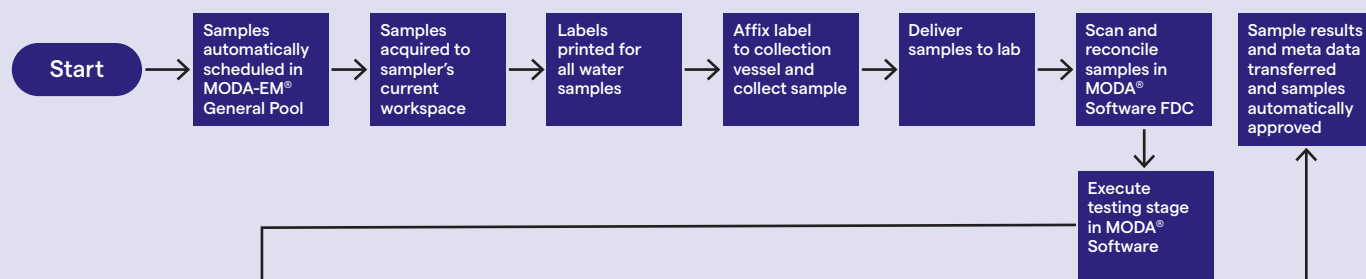 Start
Samples
automatically
scheduled in
MODA-EM®
General Pool
Samples
acquired to
sampler's
current
workspace
Labels
printed for
all water
samples
Affix label
to collection
vessel and
collect sample
Deliver
samples to lab
Scan and
reconcile
samples in
MODA®
Software FDC
Sample results
and meta data
transferred
and samples
automatically
approved
Execute
testing stage
in MODA®
Software